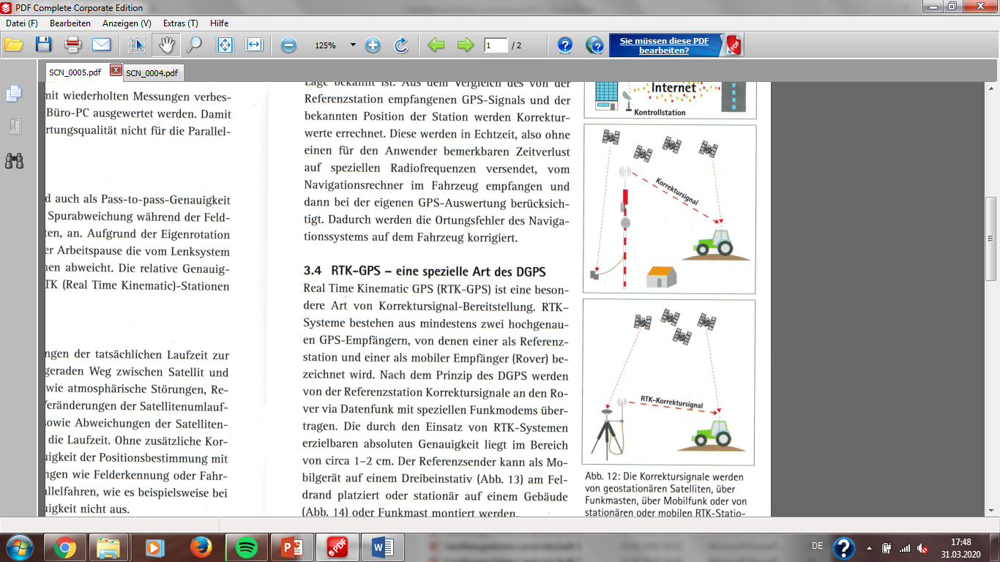 PDF Complete Corporate Edition
Datei (F) Bearbeiten Anzeigen (V) Extras (T) Hilfe
125% 1 / 2 Sie müssen diese PDF
bearbeiten?
SCN_0005.pdf SCN_0004.pdf
mit wiederholten Messungen verbes-
Büro-PC ausgewertet werden. Damit
rtungsqualität nicht für die Parallel-
d auch als Pass-to-pass-Genauigkeit
Spurabweichung während der Feld-
ten, an. Aufgrund der Eigenrotation
er Arbeitspause die vom Lenksystem
nen abweicht. Die relative Genauig-
TK (Real Time Kinematic)-Stationen
ngen der tatsächlichen Laufzeit zur
geraden Weg zwischen Satellit und
wie atmosphärische Störungen, Re-
Veränderungen der Satellitenumlauf-
sowie Abweichungen der Satelliten-
die Laufzeit. Ohne zusätzliche Kor-
uigkeit der Positionsbestimmung mit
ngen wie Felderkennung oder Fahr-
allelfahren, wie es beispielsweise bei
uigkeit nicht aus.
Lage bekannt ist. Aus dem Vergleich des von der
Referenzstation empfangenen GPS-Signals und der
bekannten Position der Station werden Korrektur-
werte errechnet. Diese werden in Echtzeit, also ohne
einen für den Anwender bemerkbaren Zeitverlust
auf speziellen Radiofrequenzen versendet, vom
Navigationsrechner im Fahrzeug empfangen und
dann bei der eigenen GPS-Auswertung berücksich-
tigt. Dadurch werden die Ortungsfehler des Naviga-
tionssystems auf dem Fahrzeug korrigiert.
3.4 RTK-GPS – eine spezielle Art des DGPS
Real Time Kinematic GPS (RTK-GPS) ist eine beson-
dere Art von Korrektursignal-Bereitstellung. RTK-
Systeme bestehen aus mindestens zwei hochgenau-
en GPS-Empfängern, von denen einer als Referenz-
station und einer als mobiler Empfänger (Rover) be-
zeichnet wird. Nach dem Prinzip des DGPS werden
von der Referenzstation Korrektursignale an den Ro-
ver via Datenfunk mit speziellen Funkmodems über-
tragen. Die durch den Einsatz von RTK-Systemen
erzielbaren absoluten Genauigkeit liegt im Bereich
von circa 1–2 cm. Der Referenzsender kann als Mo-
bilgerät auf einem Dreibeinstativ (Abb. 13) am Fel-
drand platziert oder stationär auf einem Gebäude
(Abb. 14) oder Funkmast montiert werden.
Internet
Kontrollstation
Korrektursignal
RTK-Korrektursignal
Abb. 12: Die Korrektursignale werden
von geostationären Satelliten, über
Funkmasten, über Mobilfunk oder von
stationären oder mobilen RTK-Statio-
DE 17:48
31.03.2020